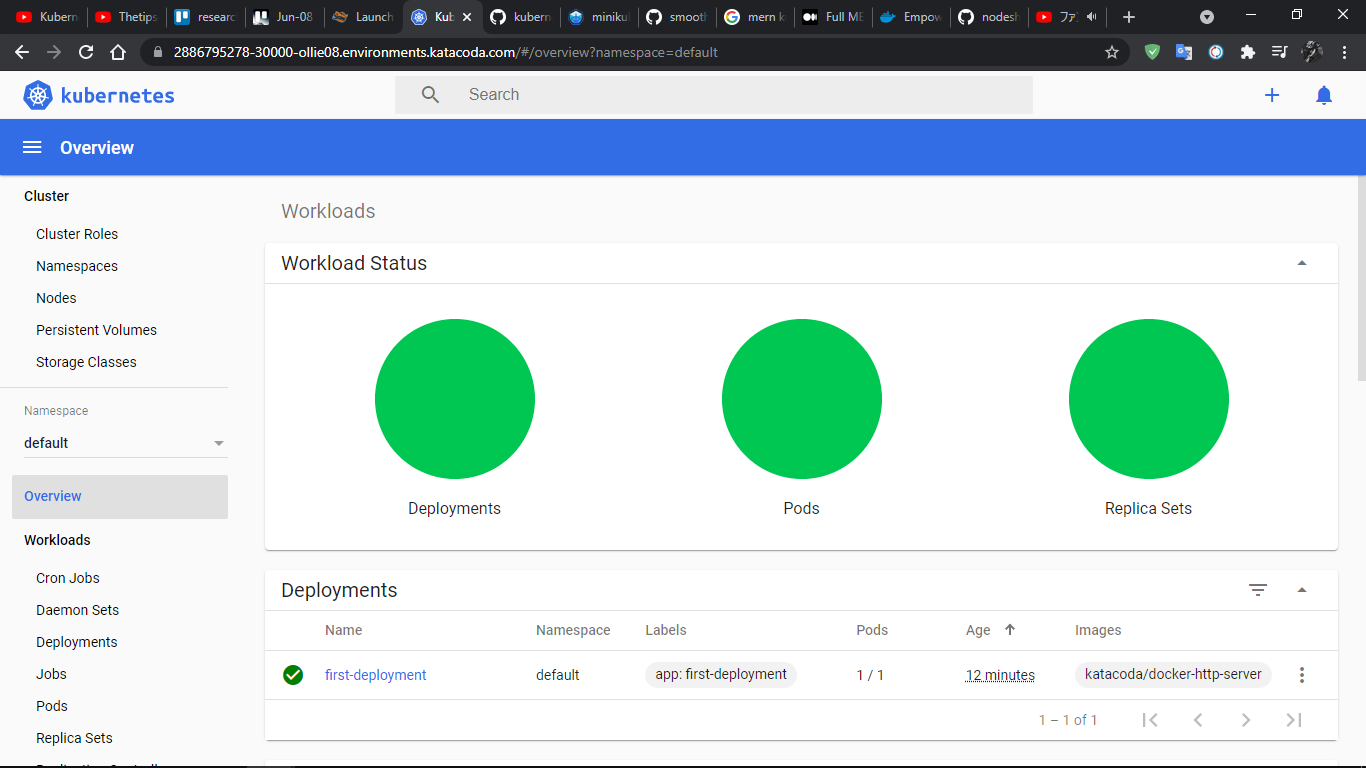 Kubern
Thetips
researc
Jun-08
Launch
Kub
kubern
minikul
smooth
mern k
Full ME
Empow
nodesh
ファ
2886795278-30000-ollie08.environments.katacoda.com/#/overview?namespace=default
kubernetes
Search
Overview
Cluster
Cluster Roles
Namespaces
Nodes
Persistent Volumes
Storage Classes
Namespace
default
Overview
Workloads
Cron Jobs
Daemon Sets
Deployments
Jobs
Pods
Replica Sets
Workloads
Workload Status
Deployments Pods Replica Sets
Deployments
Name Namespace Labels Pods Age Images
first-deployment default app: first-deployment 1 / 1 12 minutes katacoda/docker-http-server
1 – 1 of 1